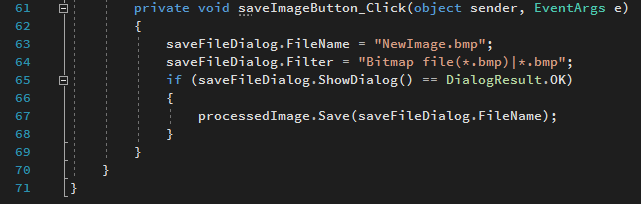 61 private void saveImageButton_Click(object sender, EventArgs e)
62 {
63 saveFileDialog.FileName = "NewImage.bmp";
64 saveFileDialog.Filter = "Bitmap file(*.bmp)|*.bmp";
65 if (saveFileDialog.ShowDialog() == DialogResult.OK)
66 {
67 processedImage.Save(saveFileDialog.FileName);
68 }
69 }
70 }
71 }